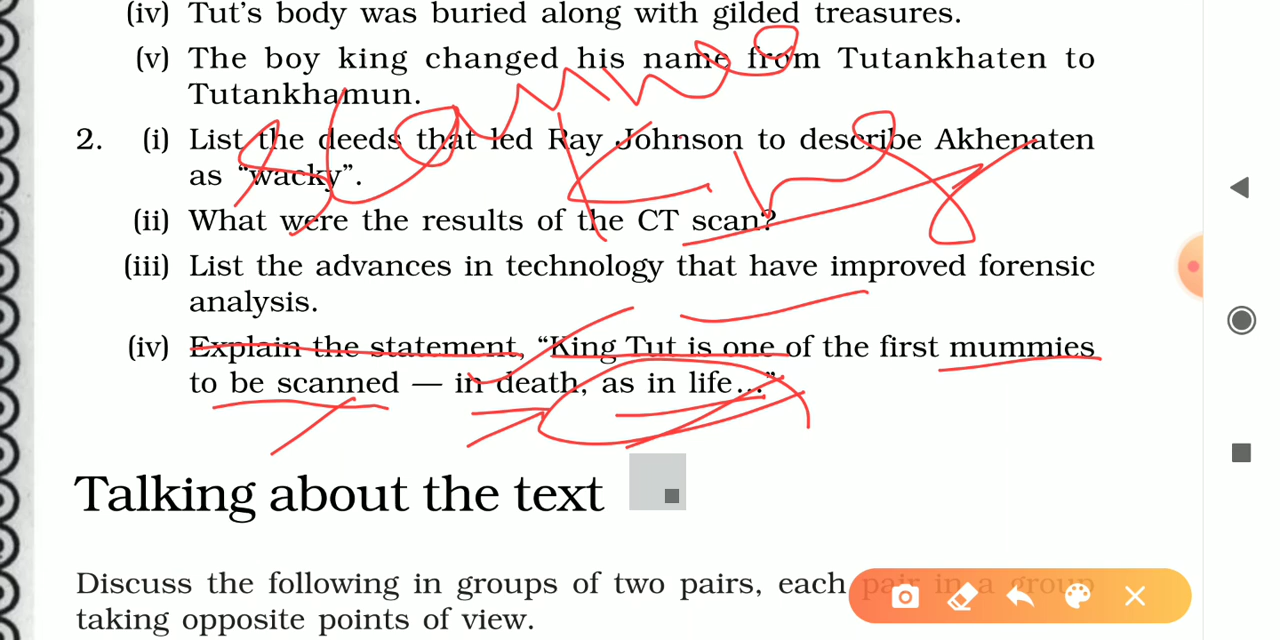 (iv) Tut's body was buried along with gilded treasures.
(v) The boy king changed his name from Tutankhaten to
Tutankhamun.
2. (i) List the deeds that led Ray Johnson to describe Akhenaten
as “wacky”.
(ii) What were the results of the CT scan?
(iii) List the advances in technology that have improved forensic
analysis.
(iv) Explain the statement, “King Tut is one of the first mummies
to be scanned — in death, as in life...”
Talking about the text
Discuss the following in groups of two pairs, each pair in a group
taking opposite points of view.